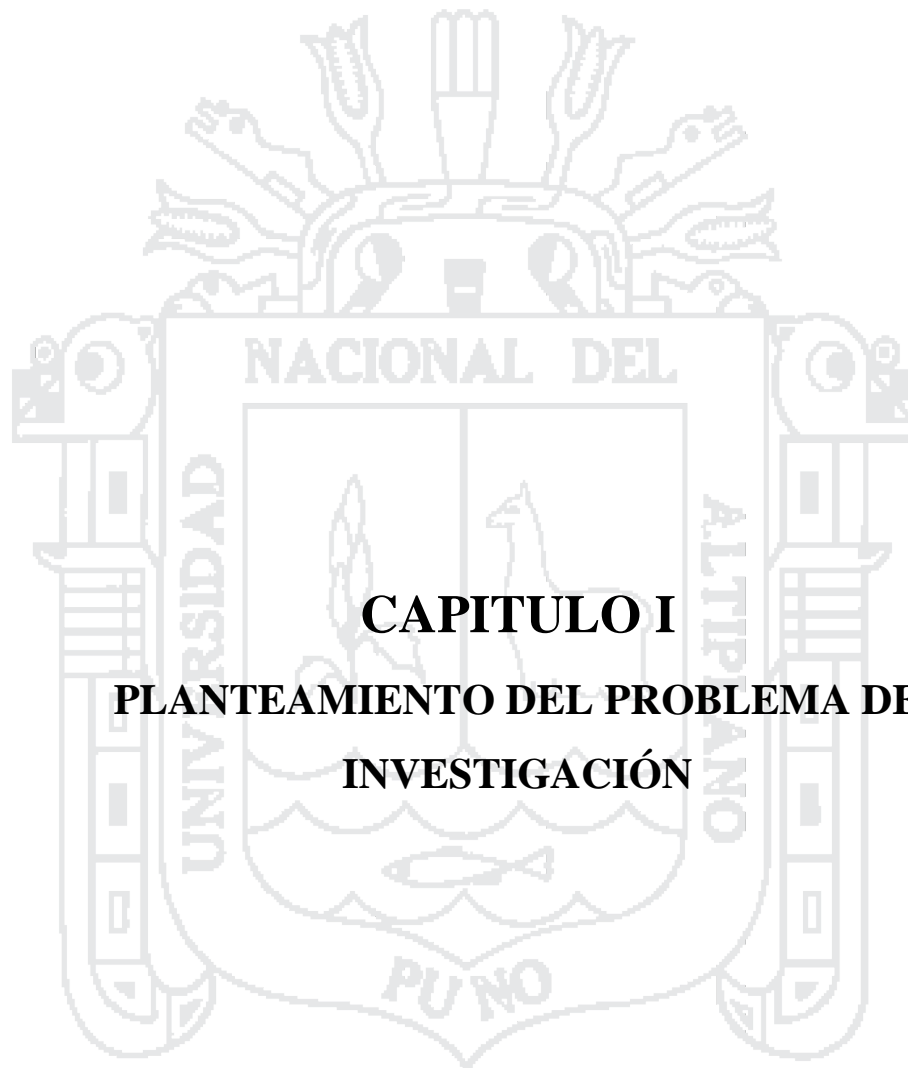 NACIONAL DEL
UNIVERSIDAD
ALTIPLANO
CAPITULO I
PLANTEAMIENTO DEL PROBLEMA DE
INVESTIGACIÓN
PUNO